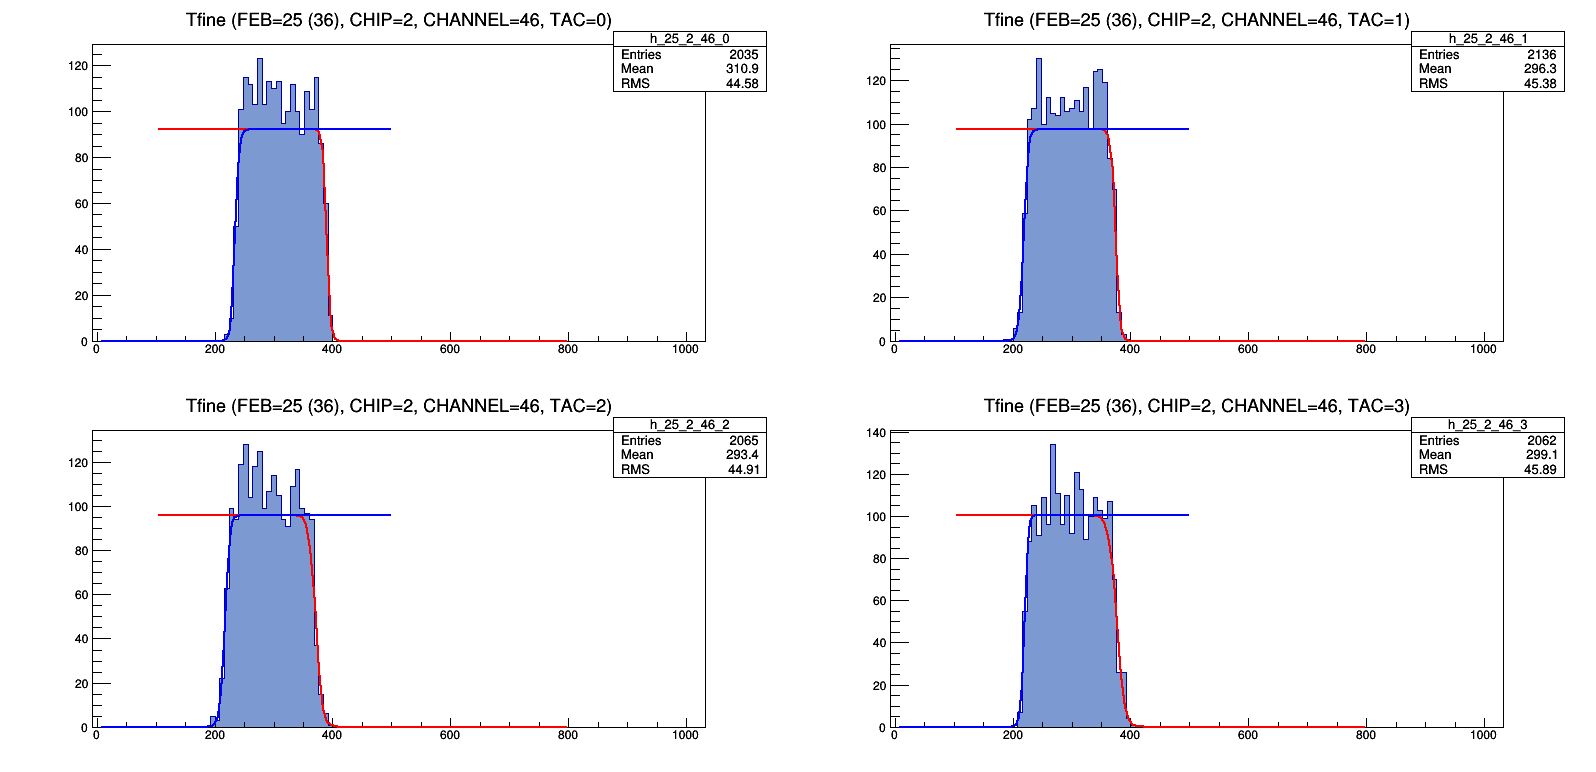 Tfine (FEB=25 (36), CHIP=2, CHANNEL=46, TAC=0)
h_25_2_46_0
Entries 2035
Mean 310.9
RMS 44.58
120
100
80
60
40
20
0
0 200 400 600 800 1000
Tfine (FEB=25 (36), CHIP=2, CHANNEL=46, TAC=1)
h_25_2_46_1
Entries 2136
Mean 296.3
RMS 45.38
120
100
80
60
40
20
0
0 200 400 600 800 1000
Tfine (FEB=25 (36), CHIP=2, CHANNEL=46, TAC=2)
h_25_2_46_2
Entries 2065
Mean 293.4
RMS 44.91
120
100
80
60
40
20
0
0 200 400 600 800 1000
Tfine (FEB=25 (36), CHIP=2, CHANNEL=46, TAC=3)
h_25_2_46_3
Entries 2062
Mean 299.1
RMS 45.89
140
120
100
80
60
40
20
0
0 200 400 600 800 1000